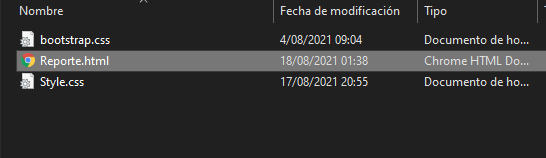 Nombre Fecha de modificación Tipo
bootstrap.css 4/08/2021 09:04 Documento de ho...
Reporte.html 18/08/2021 01:38 Chrome HTML Do...
Style.css 17/08/2021 20:55 Documento de ho...